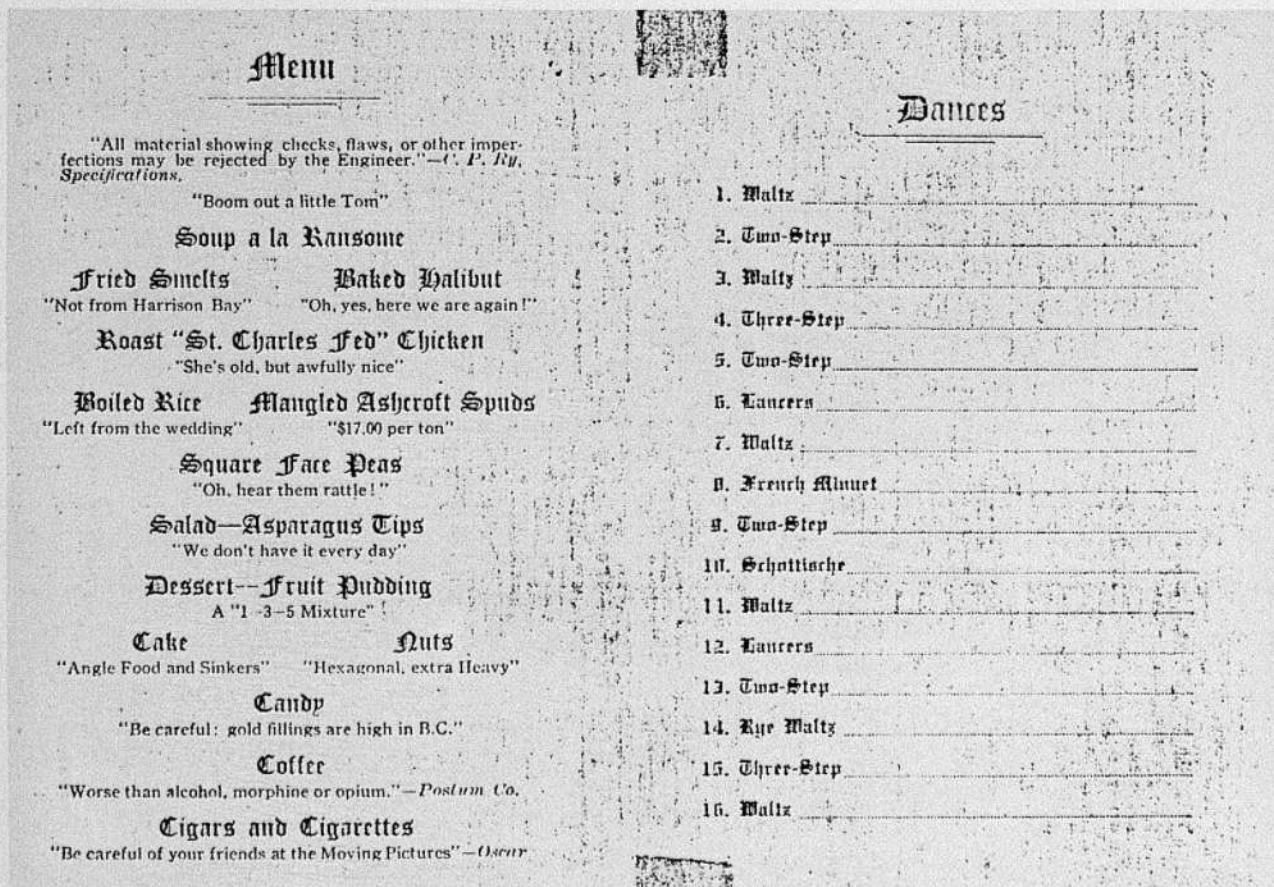 Menu
"All material showing checks, flaws, or other imper-
fections may be rejected by the Engineer."—C. P. Ry.
Specifications.
"Boom out a little Tom"
Soup a la Ransome
Fried Smelts Baked Halibut
"Not from Harrison Bay" "Oh, yes, here we are again!"
Roast "St. Charles Fed" Chicken
"She's old, but awfully nice"
Boiled Rice Mangled Ashcroft Spuds
"Left from the wedding" "$17.00 per ton"
Square Face Peas
"Oh, hear them rattle!"
Salad—Asparagus Tips
"We don't have it every day"
Dessert--Fruit Pudding
A "1-3-5 Mixture"
Cake Nuts
"Angle Food and Sinkers" "Hexagonal, extra Heavy"
Candy
"Be careful: gold fillings are high in B.C."
Coffee
"Worse than alcohol, morphine or opium."—Postum Co.
Cigars and Cigarettes
"Be careful of your friends at the Moving Pictures"—Oscar
Dances
1. Waltz
2. Two-Step
3. Waltz
4. Three-Step
5. Two-Step
6. Lancers
7. Waltz
8. French Minuet
9. Two-Step
10. Schottische
11. Waltz
12. Lancers
13. Two-Step
14. Rye Waltz
15. Three-Step
16. Waltz